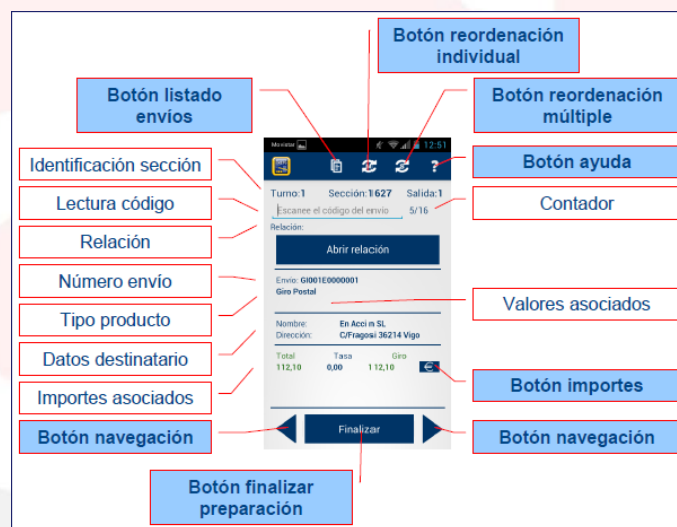 Botón reordenación
individual
Botón listado
envíos
Botón reordenación
múltiple
Identificación sección
Lectura código
Relación
Número envío
Tipo producto
Datos destinatario
Importes asociados
Botón navegación
Movistar
12:51
?
Turno:1 Sección:1627 Salida:1
Escanee el código del envío 5/16
Relación:
Abrir relación
Envío: GI001E0000001
Giro Postal
Nombre: En Acci n SL
Dirección: C/Fragosi 36214 Vigo
Total Tasa Giro
112,10 0,00 112,10 €
Finalizar
Botón ayuda
Contador
Valores asociados
Botón importes
Botón navegación
Botón finalizar
preparación